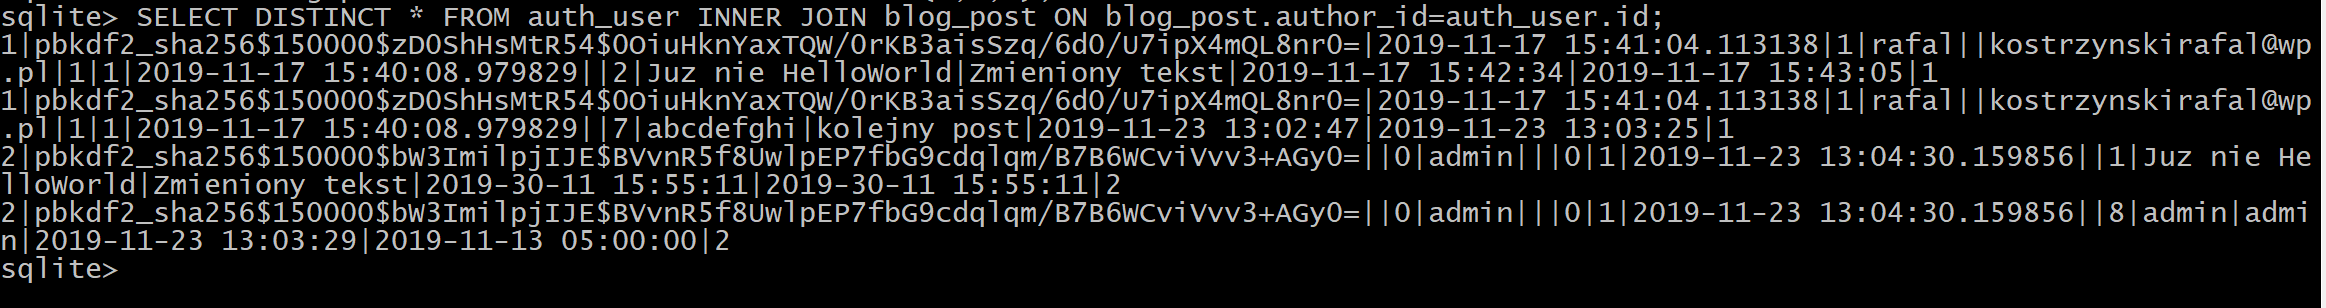 sqlite> SELECT DISTINCT * FROM auth_user INNER JOIN blog_post ON blog_post.author_id=auth_user.id;
1|pbkdf2_sha256$150000$zD0ShHsMtR54$0OiuHknYaxTQW/0rKB3aisSzq/6d0/U7ipX4mQL8nr0=|2019-11-17 15:41:04.113138|1|rafal||kostrzynskirafal@wp
.pl|1|1|2019-11-17 15:40:08.979829||2|Juz nie HelloWorld|Zmieniony tekst|2019-11-17 15:42:34|2019-11-17 15:43:05|1
1|pbkdf2_sha256$150000$zD0ShHsMtR54$0OiuHknYaxTQW/0rKB3aisSzq/6d0/U7ipX4mQL8nr0=|2019-11-17 15:41:04.113138|1|rafal||kostrzynskirafal@wp
.pl|1|1|2019-11-17 15:40:08.979829||7|abcdefghi|kolejny post|2019-11-23 13:02:47|2019-11-23 13:03:25|1
2|pbkdf2_sha256$150000$bW3ImilpjIJE$BVvnR5f8UwlpEP7fbG9cdqlqm/B7B6WCviVvv3+AGy0=||0|admin|||0|1|2019-11-23 13:04:30.159856||1|Juz nie He
lloWorld|Zmieniony tekst|2019-30-11 15:55:11|2019-30-11 15:55:11|2
2|pbkdf2_sha256$150000$bW3ImilpjIJE$BVvnR5f8UwlpEP7fbG9cdqlqm/B7B6WCviVvv3+AGy0=||0|admin|||0|1|2019-11-23 13:04:30.159856||8|admin|admi
n|2019-11-23 13:03:29|2019-11-13 05:00:00|2
sqlite>